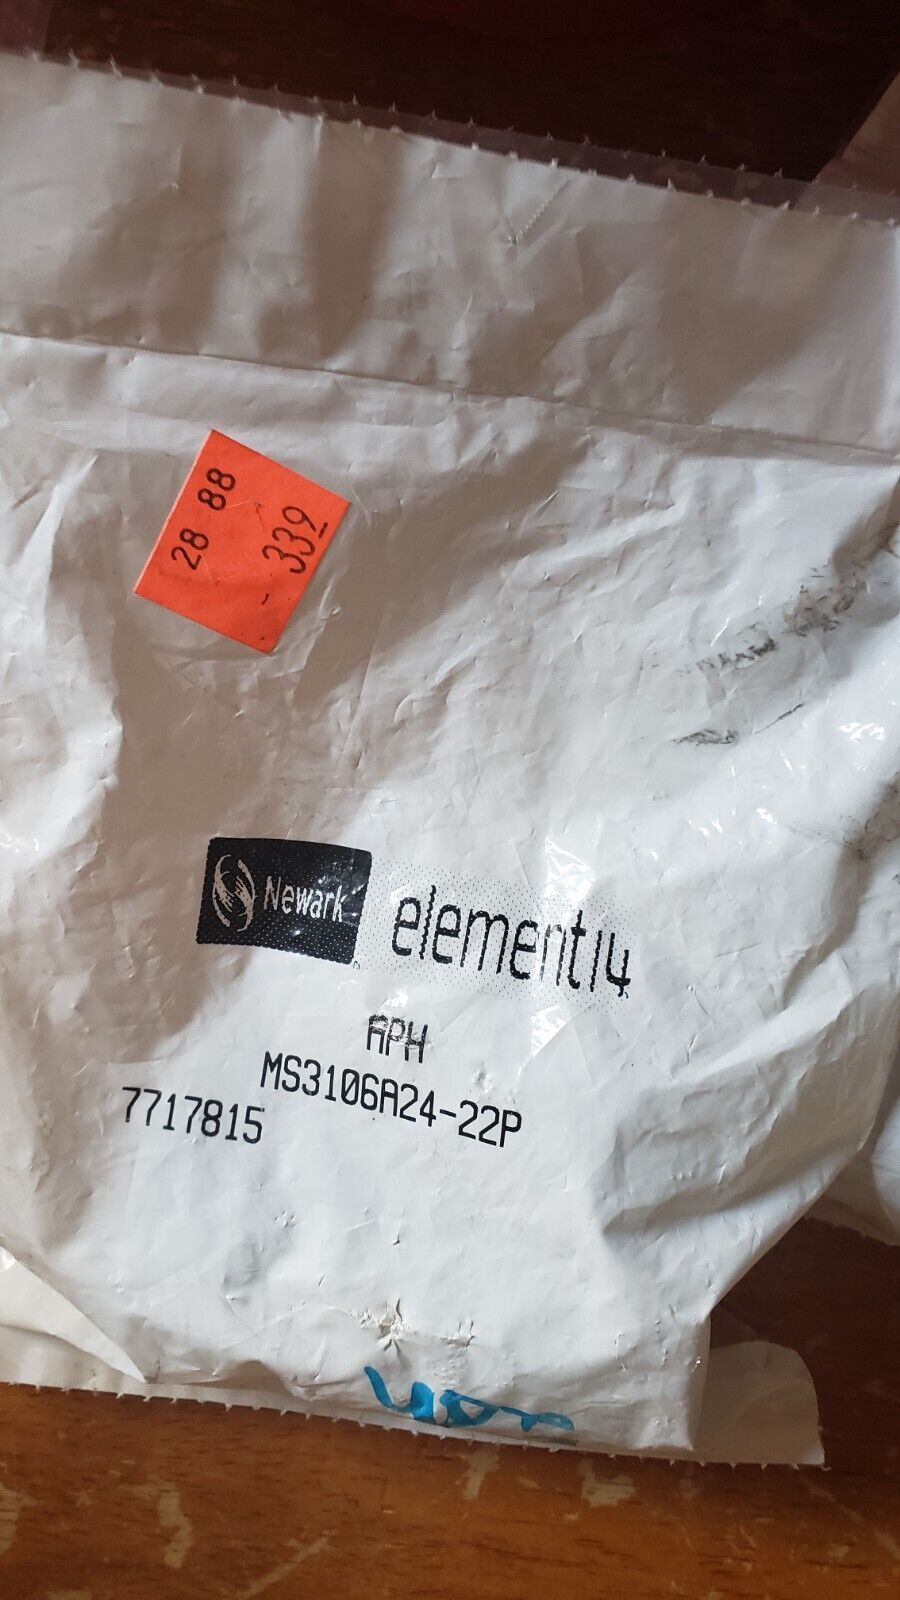 28 88
- 339
Newark
element14
APH
MS3106A24-22P
7717815